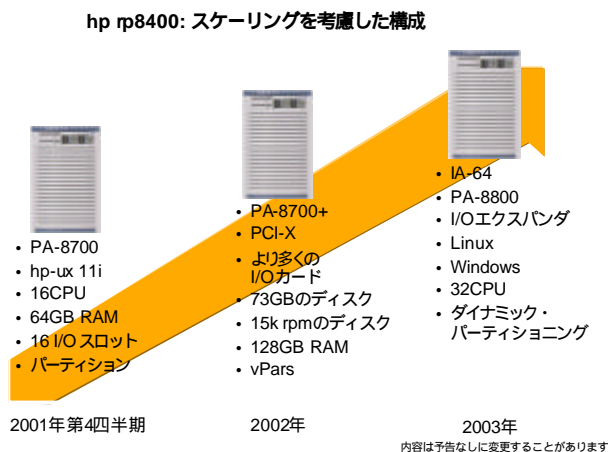 hp rp8400: スケーリングを考慮した構成
• PA-8700
• hp-ux 11i
• 16CPU
• 64GB RAM
• 16 I/O スロット
• パーティション
2001年第4四半期
• PA-8700+
• PCI-X
• より多くの
I/Oカード
• 73GBのディスク
• 15k rpmのディスク
• 128GB RAM
• vPars
2002年
• IA-64
• PA-8800
• I/Oエクスパンダ
• Linux
• Windows
• 32CPU
• ダイナミック・
パーティショニング
2003年
内容は予告なしに変更することがあります